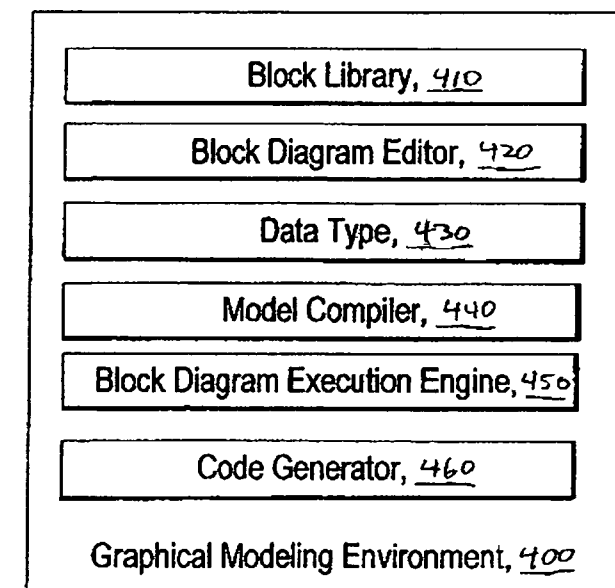 Block Library, 410
Block Diagram Editor, 420
Data Type, 430
Model Compiler, 440
Block Diagram Execution Engine, 450
Code Generator, 460
Graphical Modeling Environment, 400